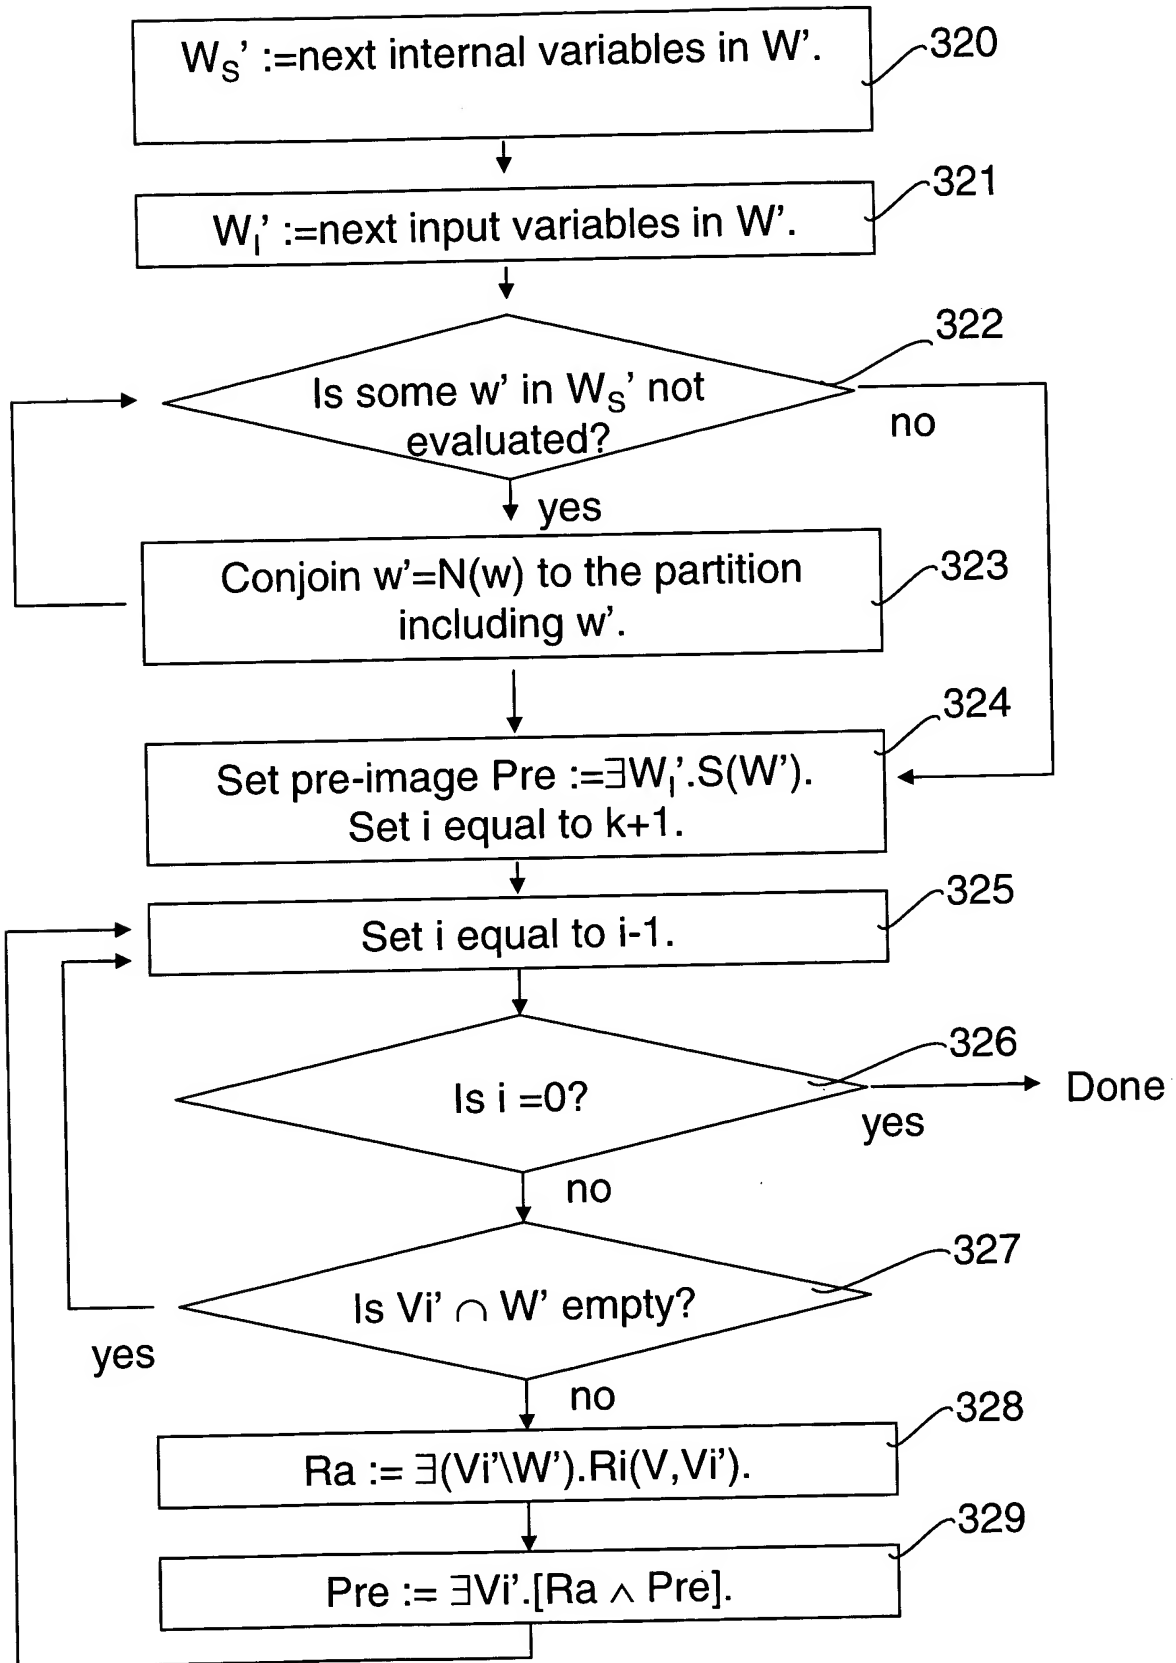 W_S' :=next internal variables in W'.
320
W_I' :=next input variables in W'.
321
322
Is some w' in W_S' not
evaluated?
no
yes
Conjoin w'=N(w) to the partition
including w'.
323
324
Set pre-image Pre :=∃W_I'.S(W').
Set i equal to k+1.
325
Set i equal to i-1.
326
Is i =0?
Done
yes
no
327
Is Vi' ∩ W' empty?
yes
no
328
Ra := ∃(Vi'\W').Ri(V,Vi').
329
Pre := ∃Vi'.[Ra ∧ Pre].